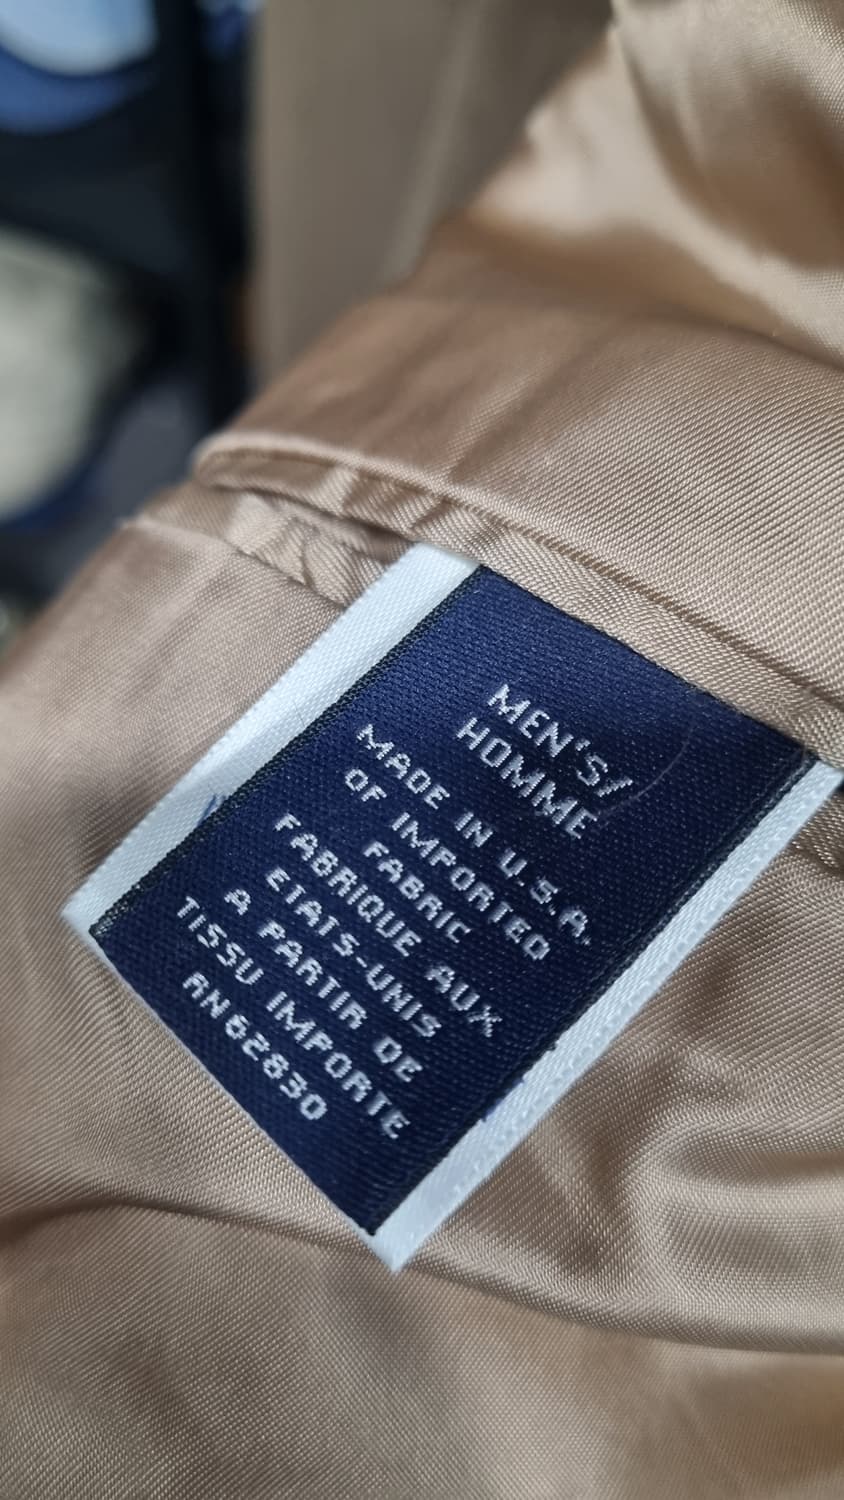 MEN'S/
HOMME
MADE IN U.S.A.
OF IMPORTED
FABRIC
FABRIQUE AUX
ETATS-UNIS
A PARTIR DE
TISSU IMPORTE
RN62830